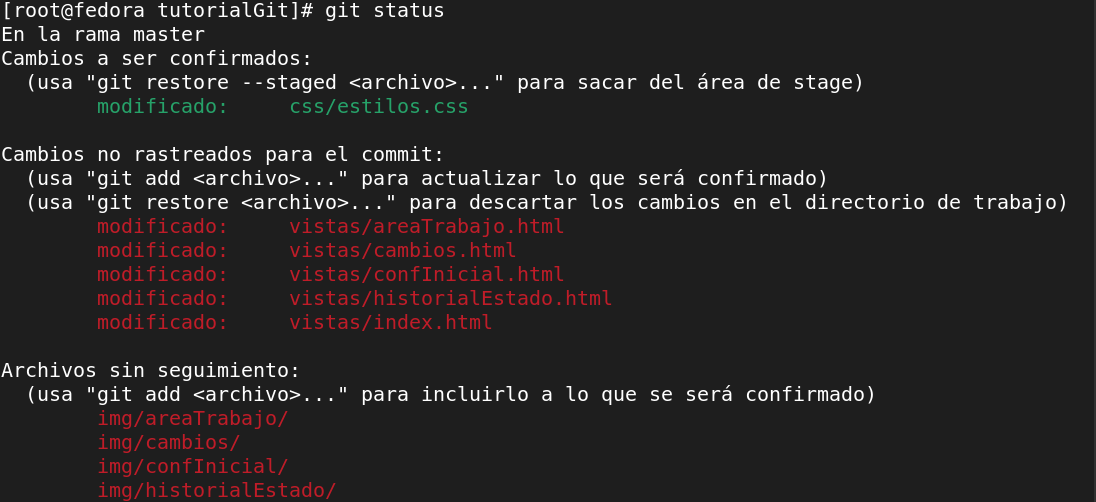 [root@fedora tutorialGit]# git status
En la rama master
Cambios a ser confirmados:
  (usa "git restore --staged <archivo>..." para sacar del área de stage)
        modificado:     css/estilos.css

Cambios no rastreados para el commit:
  (usa "git add <archivo>..." para actualizar lo que será confirmado)
  (usa "git restore <archivo>..." para descartar los cambios en el directorio de trabajo)
        modificado:     vistas/areaTrabajo.html
        modificado:     vistas/cambios.html
        modificado:     vistas/confInicial.html
        modificado:     vistas/historialEstado.html
        modificado:     vistas/index.html

Archivos sin seguimiento:
  (usa "git add <archivo>..." para incluirlo a lo que se será confirmado)
        img/areaTrabajo/
        img/cambios/
        img/confInicial/
        img/historialEstado/